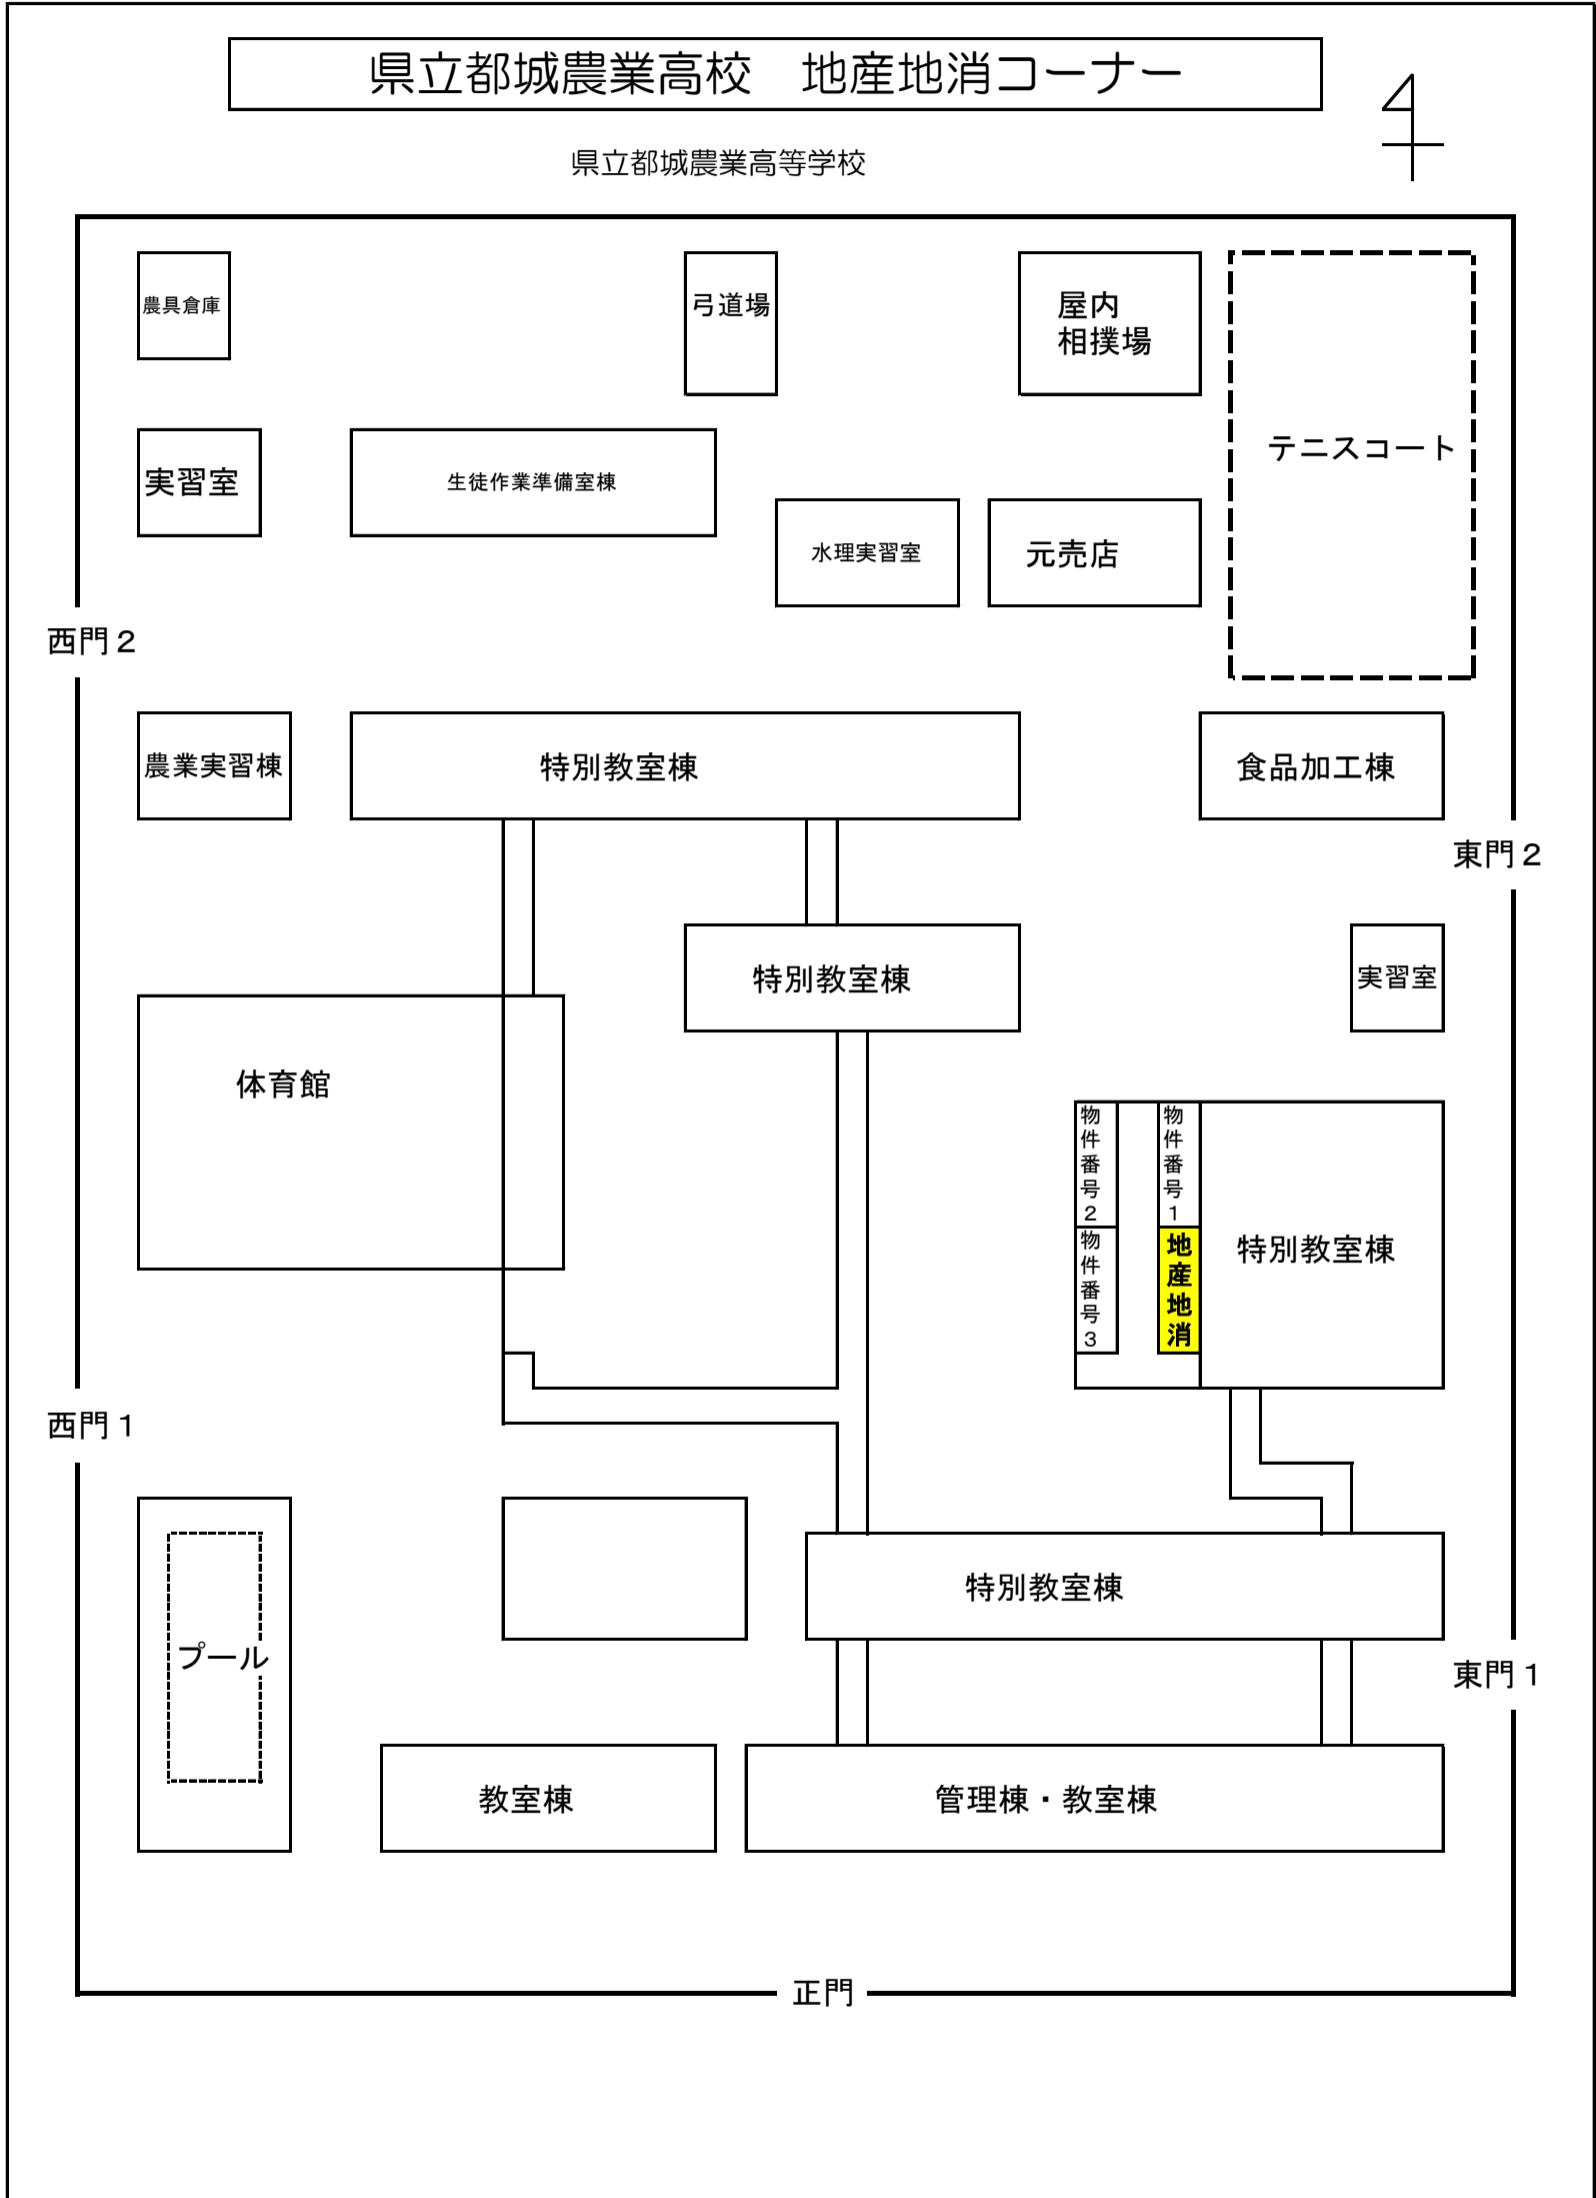 県立都城農業高校　地産地消コーナー
県立都城農業高等学校
農具倉庫
弓道場
屋内
相撲場
テニスコート
実習室
生徒作業準備室棟
水理実習室
元売店
西門２
農業実習棟
特別教室棟
食品加工棟
東門２
特別教室棟
実習室
体育館
物件番号２
物件番号１
物件番号３
地産地消
特別教室棟
西門１
特別教室棟
プール
東門１
教室棟
管理棟・教室棟
正門